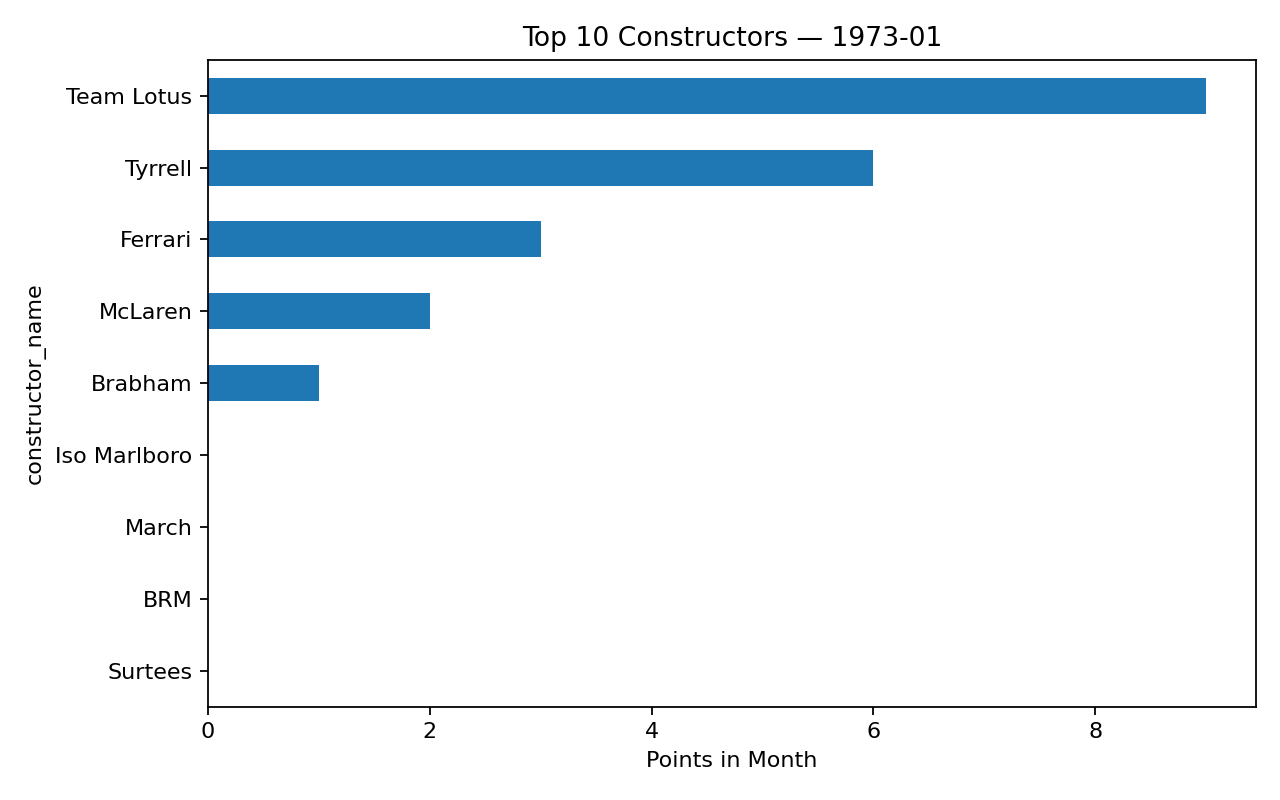 Top 10 Constructors — 1973-01
constructor_name
Team Lotus
Tyrrell
Ferrari
McLaren
Brabham
Iso Marlboro
March
BRM
Surtees
0 2 4 6 8
Points in Month